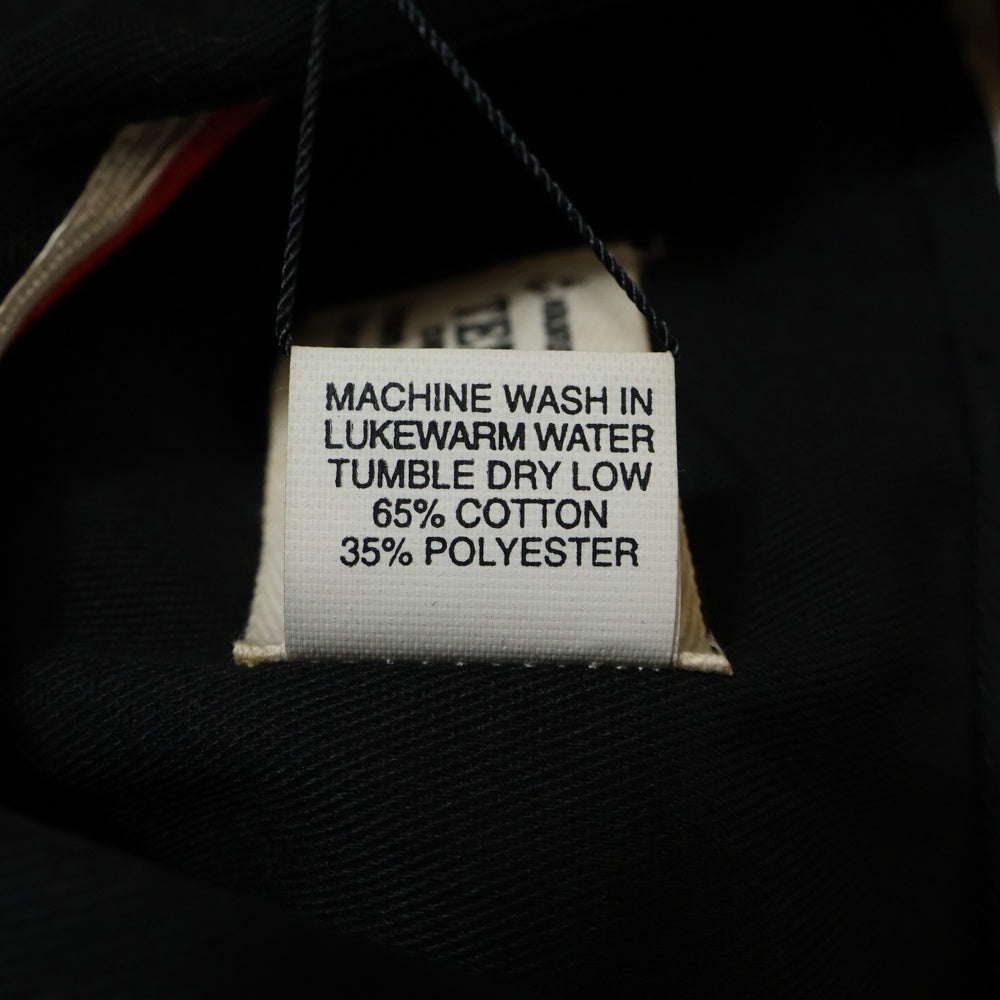 MACHINE WASH IN
LUKEWARM WATER
TUMBLE DRY LOW
65% COTTON
35% POLYESTER